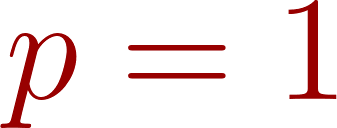 p = 1